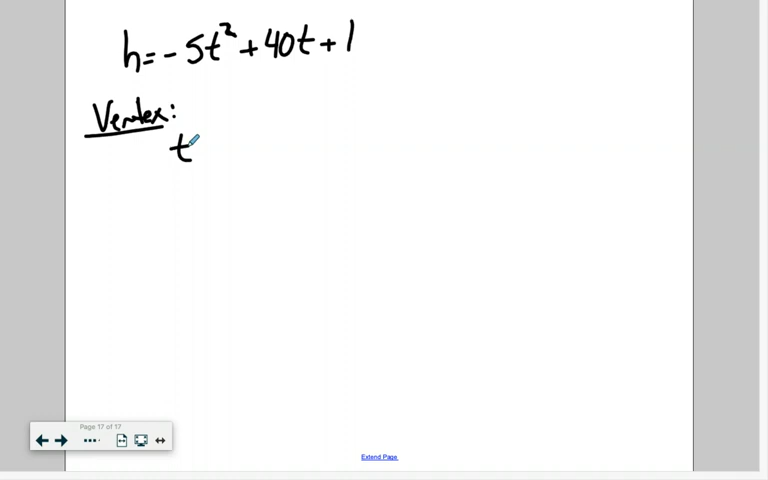 h=-5t²+40t+1
Vertex:
t
Page 17 of 17
Extend Page